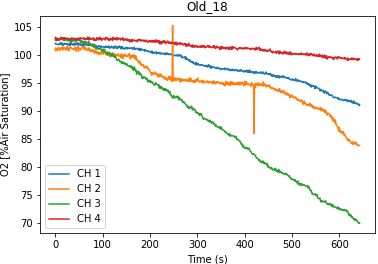 Old_18
O2 [%Air Saturation]
105
100
95
90
85
80
75
70
CH 1
CH 2
CH 3
CH 4
0 100 200 300 400 500 600
Time (s)